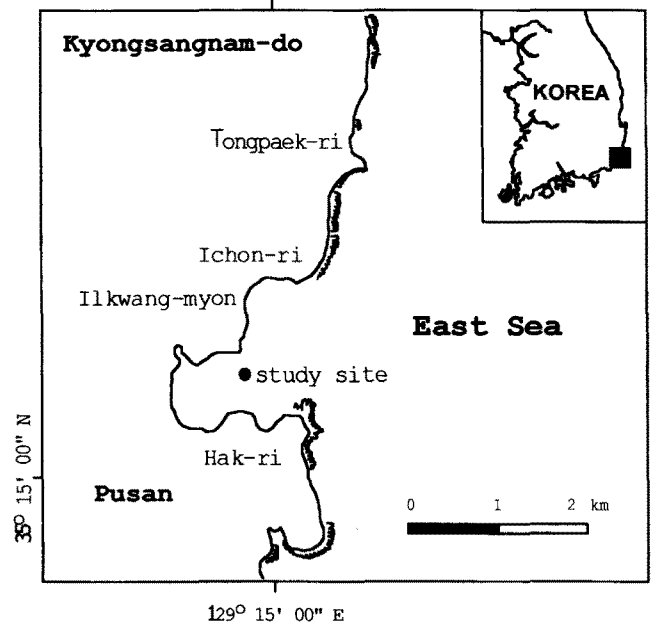 Kyongsangnam-do
KOREA
Tongpaek-ri
Ichon-ri
Ilkwang-myon
East Sea
study site
Hak-ri
Pusan
35° 15' 00" N
0 1 2 km
129° 15' 00" E